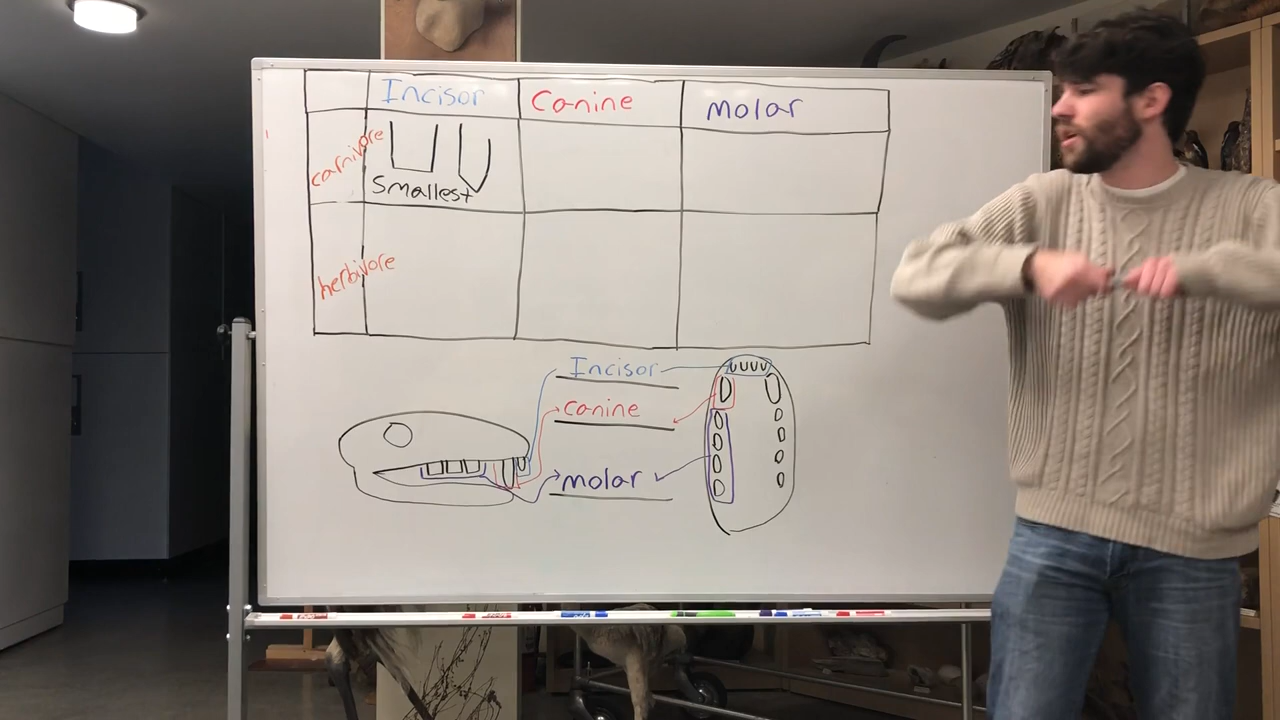 Incisor Canine Molar
carnivore
Smallest
herbivore
Incisor
canine
molar